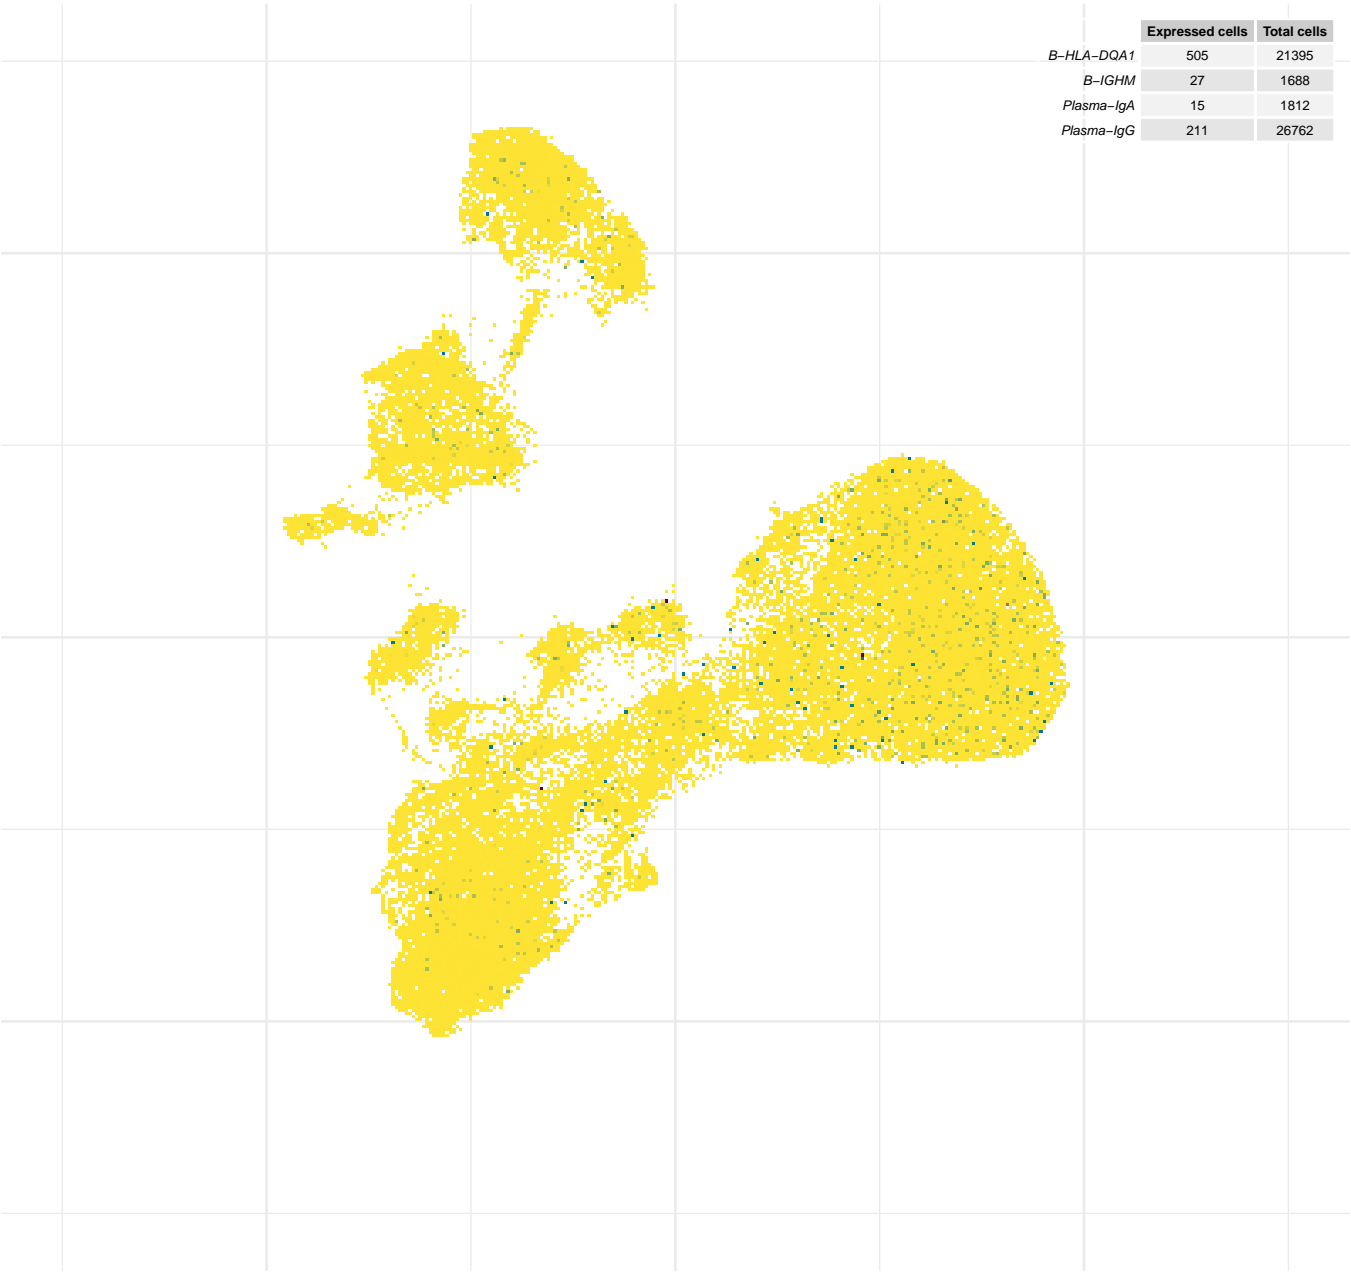 Expressed cells Total cells
B−HLA−DQA1 505 21395
B−IGHM 27 1688
Plasma−IgA 15 1812
Plasma−IgG 211 26762